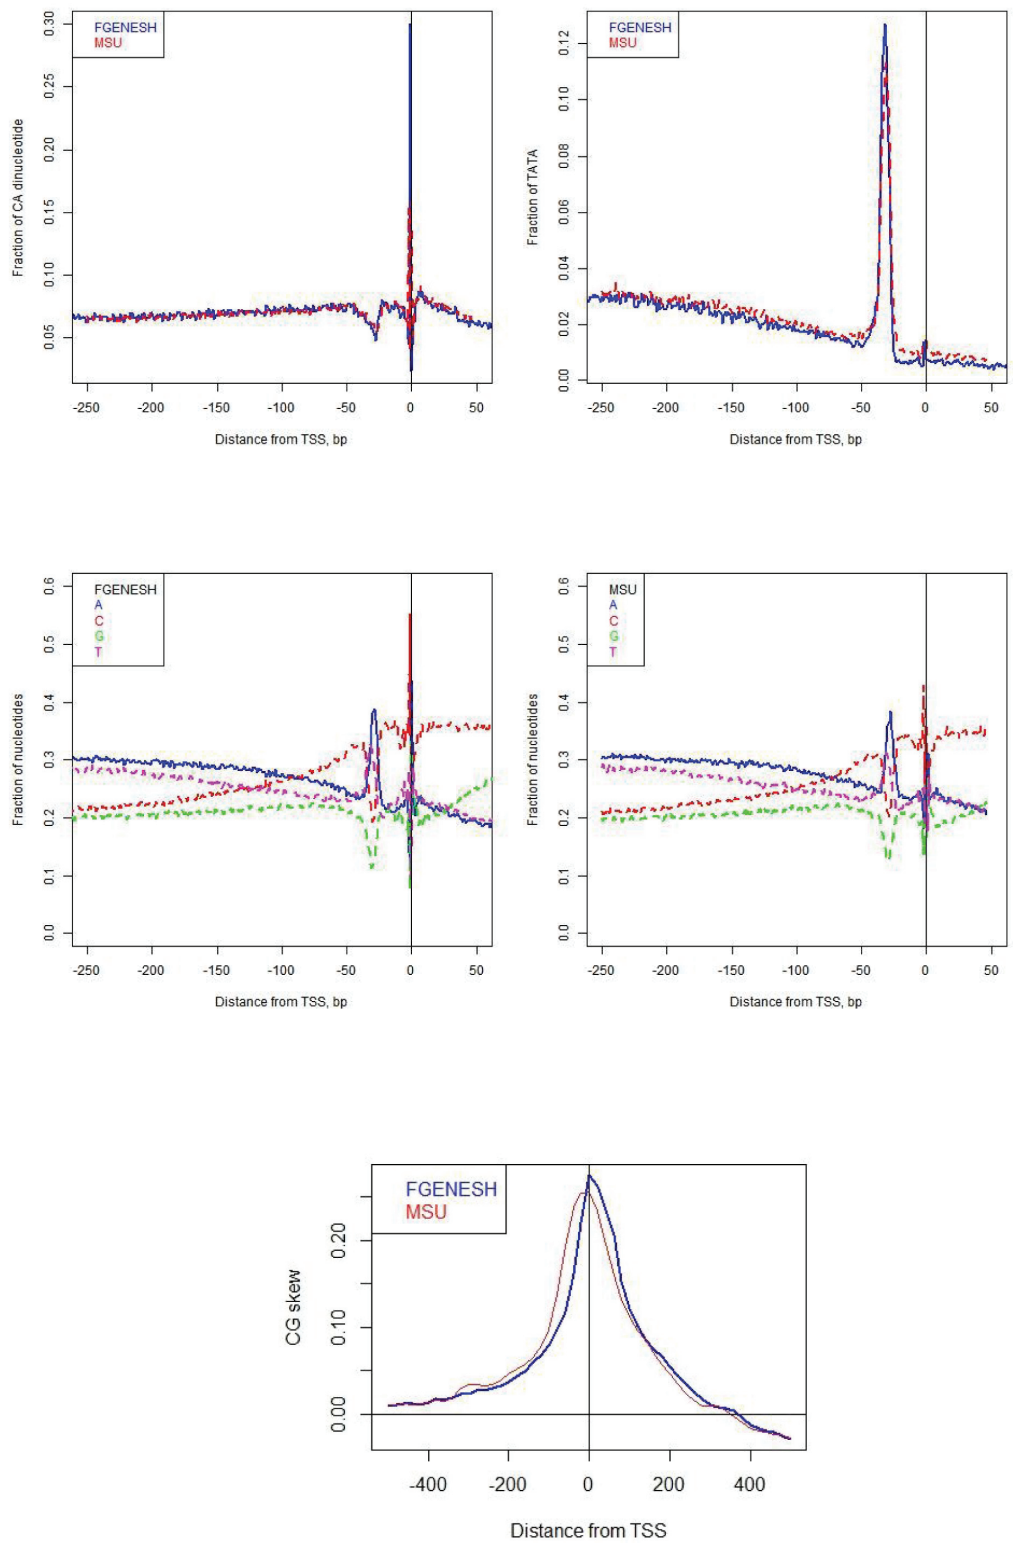 FGENESH
MSU
0.30
0.25
0.20
0.15
0.10
0.05
Fraction of CA dinucleotide
-250 -200 -150 -100 -50 0 50
Distance from TSS, bp
FGENESH
MSU
0.12
0.10
0.08
0.06
0.04
0.02
0.00
Fraction of TATA
-250 -200 -150 -100 -50 0 50
Distance from TSS, bp
FGENESH
A
C
G
T
0.6
0.5
0.4
0.3
0.2
0.1
0.0
Fraction of nucleotides
-250 -200 -150 -100 -50 0 50
Distance from TSS, bp
MSU
A
C
G
T
0.6
0.5
0.4
0.3
0.2
0.1
0.0
Fraction of nucleotides
-250 -200 -150 -100 -50 0 50
Distance from TSS, bp
FGENESH
MSU
0.20
0.10
0.00
CG skew
-400 -200 0 200 400
Distance from TSS